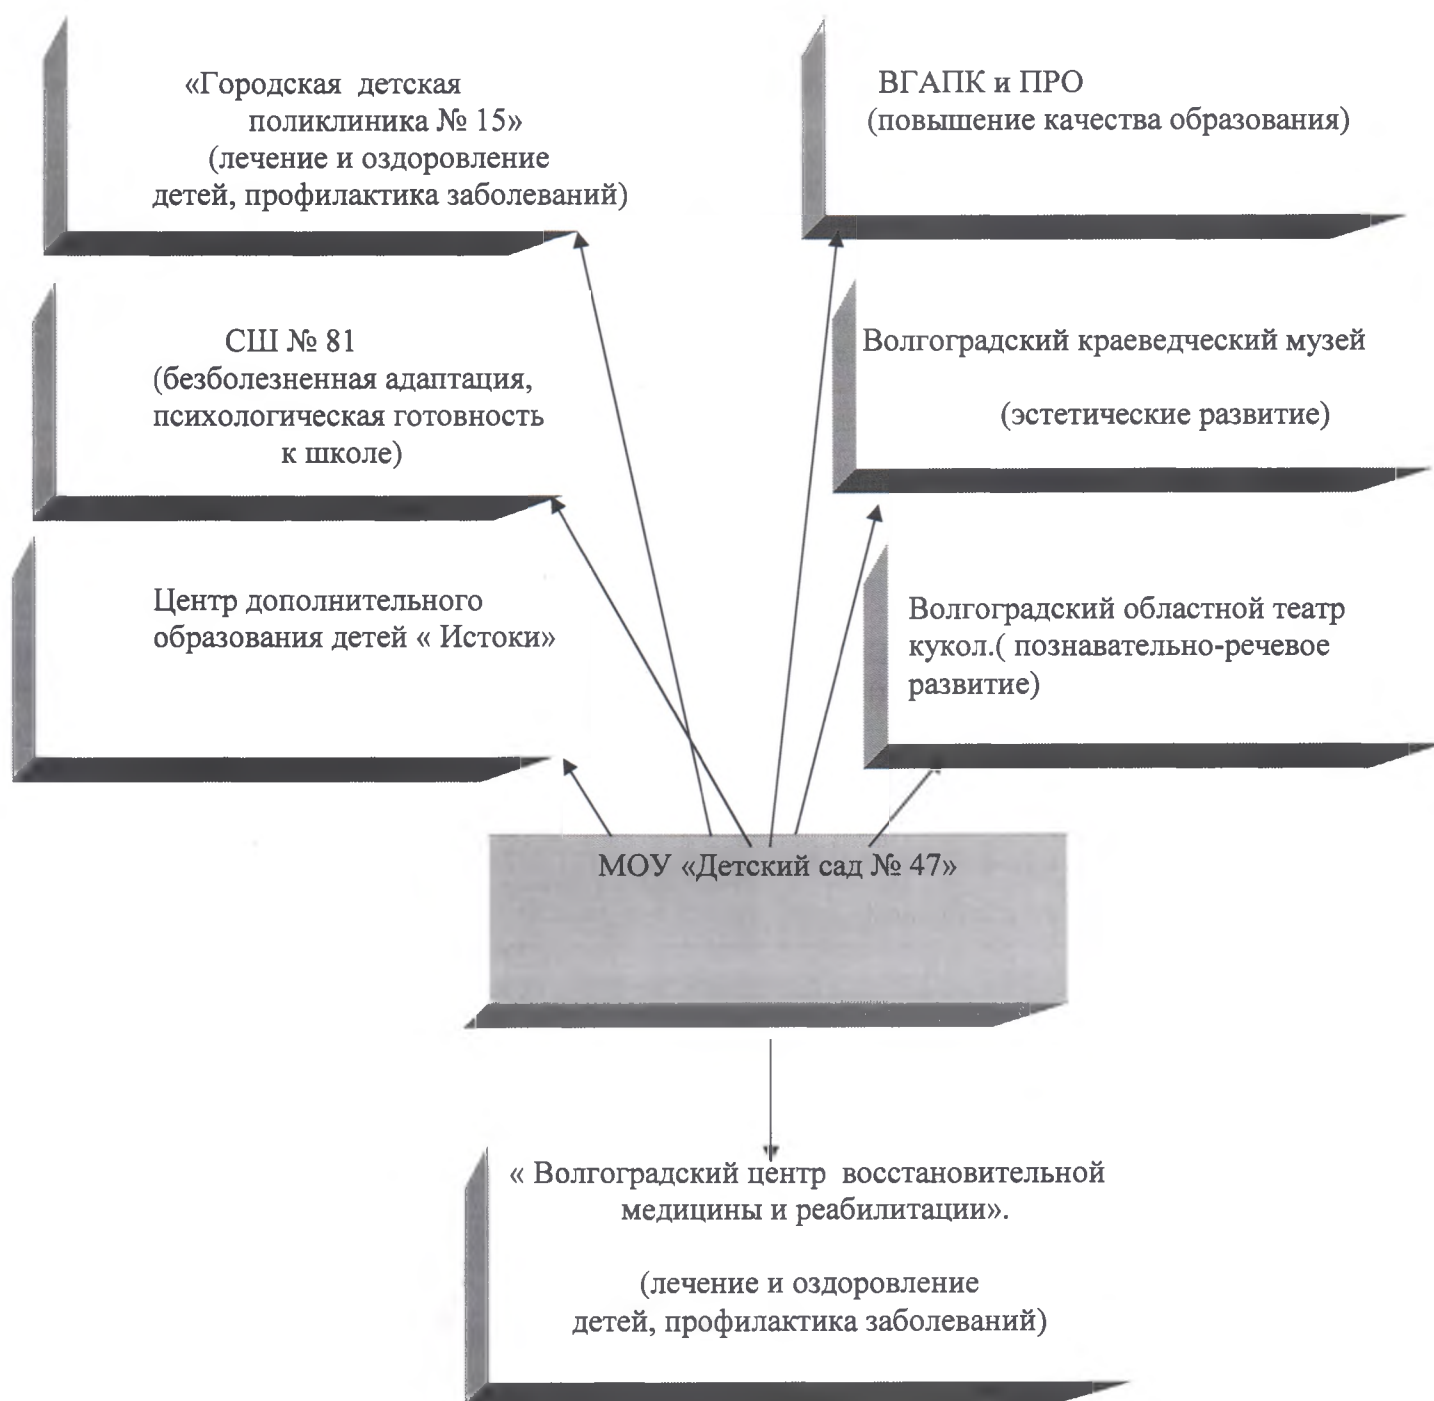 «Городская детская
поликлиника № 15»
(лечение и оздоровление
детей, профилактика заболеваний)
ВГАПК и ПРО
(повышение качества образования)
СШ № 81
(безболезненная адаптация,
психологическая готовность
к школе)
Волгоградский краеведческий музей
(эстетические развитие)
Центр дополнительного
образования детей « Истоки»
Волгоградский областной театр
кукол.( познавательно-речевое
развитие)
МОУ «Детский сад № 47»
« Волгоградский центр восстановительной
медицины и реабилитации».
(лечение и оздоровление
детей, профилактика заболеваний)